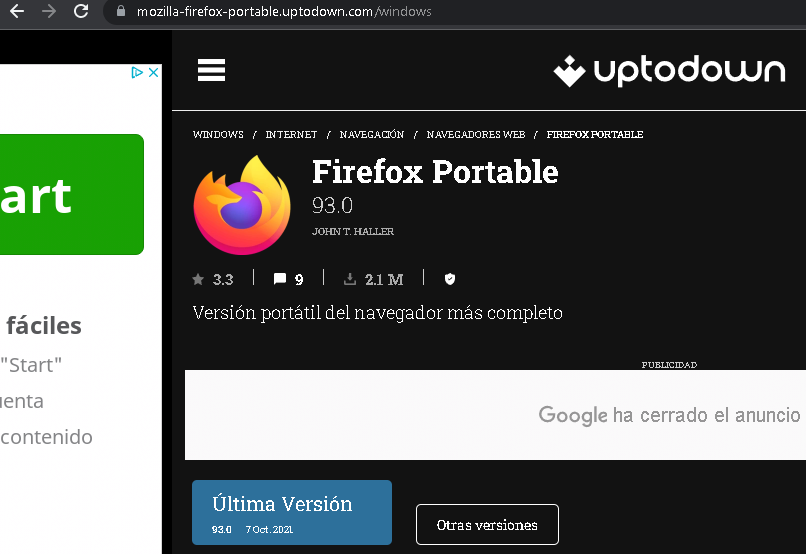 mozilla-firefox-portable.uptodown.com/windows
uptodown
art
fáciles
"Start"
uenta
contenido
WINDOWS / INTERNET / NAVEGACIÓN / NAVEGADORES WEB / FIREFOX PORTABLE
Firefox Portable
93.0
JOHN T. HALLER
3.3 | 9 | 2.1 M |
Versión portátil del navegador más completo
PUBLICIDAD
Google ha cerrado el anuncio
Última Versión
93.0 7 Oct. 2021
Otras versiones